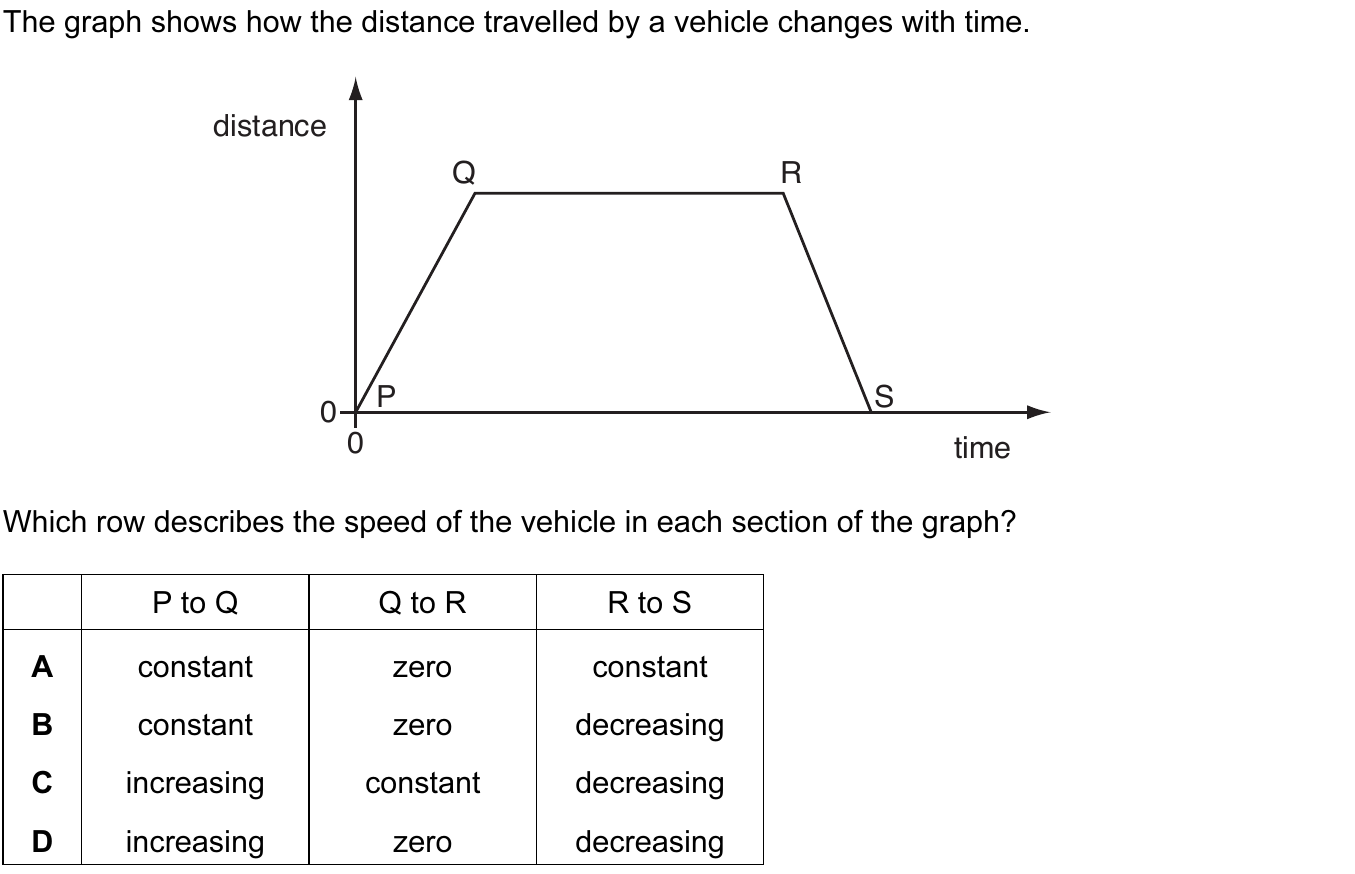 The graph shows how the distance travelled by a vehicle changes with time.
distance
Q
R
P
S
0
0
time
Which row describes the speed of the vehicle in each section of the graph?
P to Q Q to R R to S
A constant zero constant
B constant zero decreasing
C increasing constant decreasing
D increasing zero decreasing